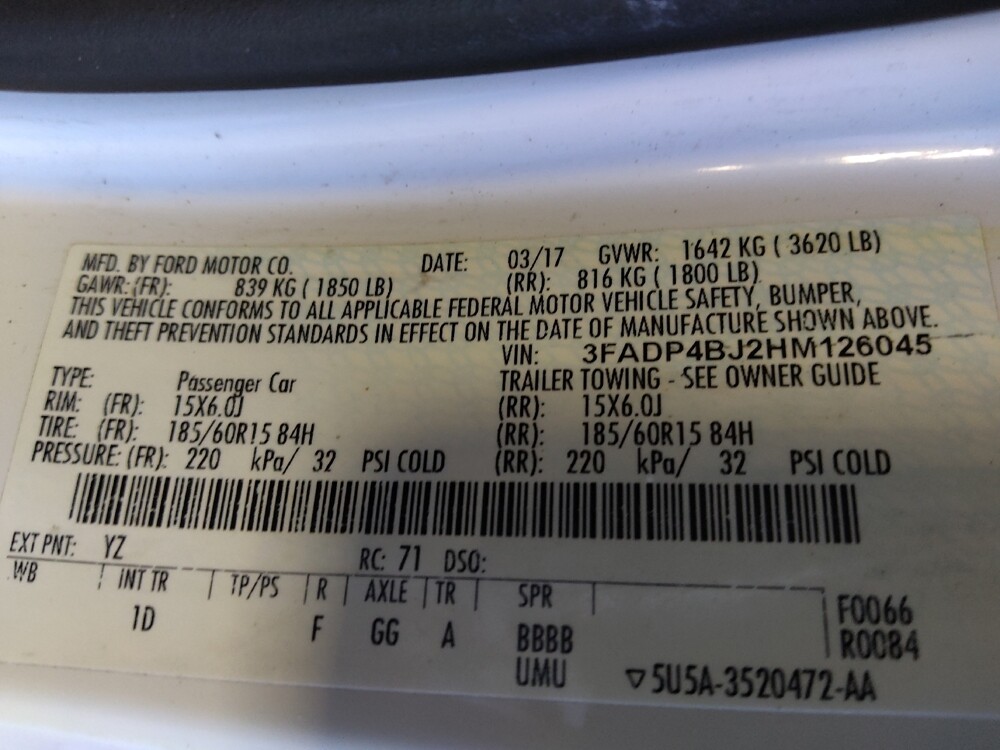 MFD. BY FORD MOTOR CO. DATE: 03/17 GVWR: 1642 KG ( 3620 LB)
GAWR: (FR): 839 KG ( 1850 LB) (RR): 816 KG ( 1800 LB)
THIS VEHICLE CONFORMS TO ALL APPLICABLE FEDERAL MOTOR VEHICLE SAFETY, BUMPER,
AND THEFT PREVENTION STANDARDS IN EFFECT ON THE DATE OF MANUFACTURE SHOWN ABOVE.
VIN: 3FADP4BJ2HM126045
TYPE: Passenger Car TRAILER TOWING - SEE OWNER GUIDE
RIM: (FR): 15X6.0J (RR): 15X6.0J
TIRE: (FR): 185/60R15 84H (RR): 185/60R15 84H
PRESSURE: (FR): 220 kPa/ 32 PSI COLD (RR): 220 kPa/ 32 PSI COLD
EXT PNT: YZ RC: 71 DSO:
WB INT TR TP/PS R AXLE TR SPR F0066
1D F GG A BBBB R0084
UMU ▽5U5A-3520472-AA